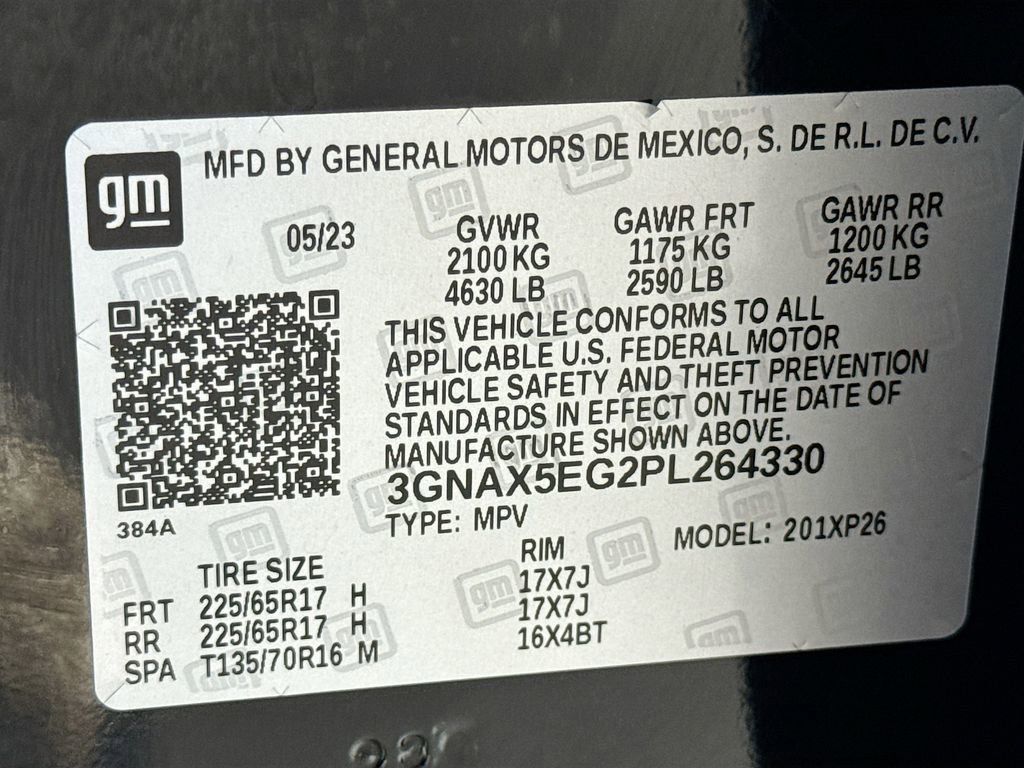 gm
MFD BY GENERAL MOTORS DE MEXICO, S. DE R.L. DE C.V.
05/23
GVWR
2100 KG
4630 LB
GAWR FRT
1175 KG
2590 LB
GAWR RR
1200 KG
2645 LB
THIS VEHICLE CONFORMS TO ALL
APPLICABLE U.S. FEDERAL MOTOR
VEHICLE SAFETY AND THEFT PREVENTION
STANDARDS IN EFFECT ON THE DATE OF
MANUFACTURE SHOWN ABOVE.
3GNAX5EG2PL264330
TYPE: MPV
MODEL: 201XP26
384A
TIRE SIZE RIM
FRT 225/65R17 H 17X7J
RR 225/65R17 H 17X7J
SPA T135/70R16 M 16X4BT